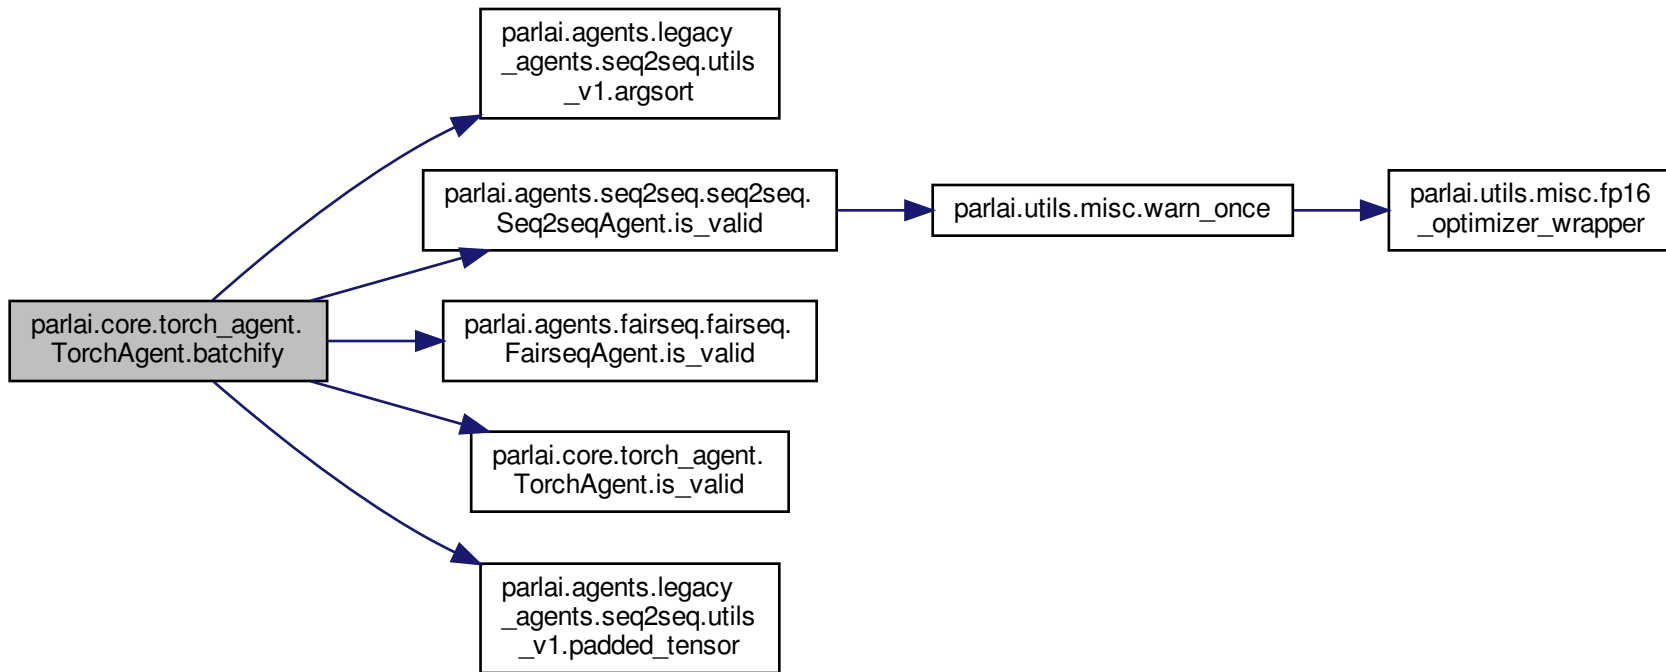 parlai.agents.legacy
_agents.seq2seq.utils
_v1.argsort
parlai.agents.seq2seq.seq2seq.
Seq2seqAgent.is_valid
parlai.utils.misc.warn_once
parlai.utils.misc.fp16
_optimizer_wrapper
parlai.core.torch_agent.
TorchAgent.batchify
parlai.agents.fairseq.fairseq.
FairseqAgent.is_valid
parlai.core.torch_agent.
TorchAgent.is_valid
parlai.agents.legacy
_agents.seq2seq.utils
_v1.padded_tensor